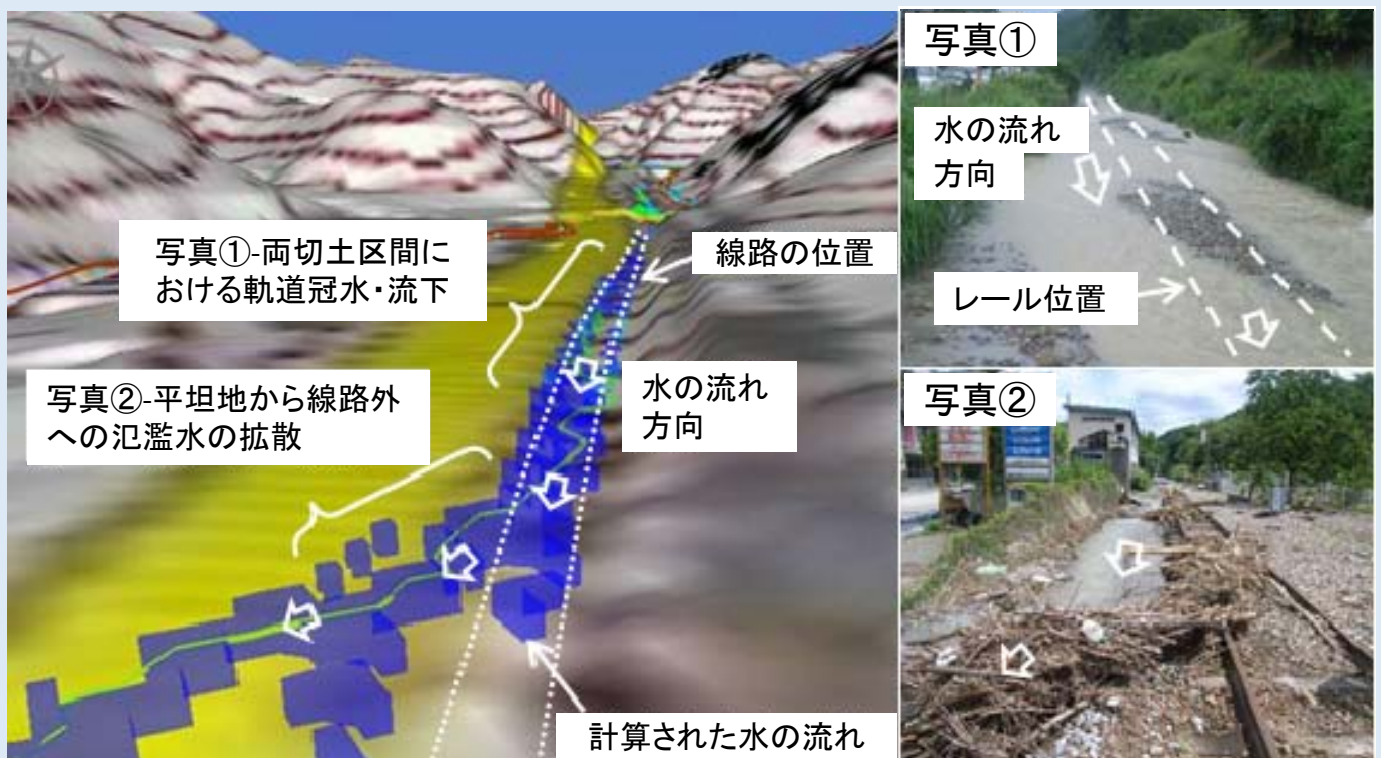 写真①-両切土区間に
おける軌道冠水・流下
線路の位置
写真②-平坦地から線路外
への氾濫水の拡散
水の流れ
方向
計算された水の流れ
写真①
水の流れ
方向
レール位置
写真②